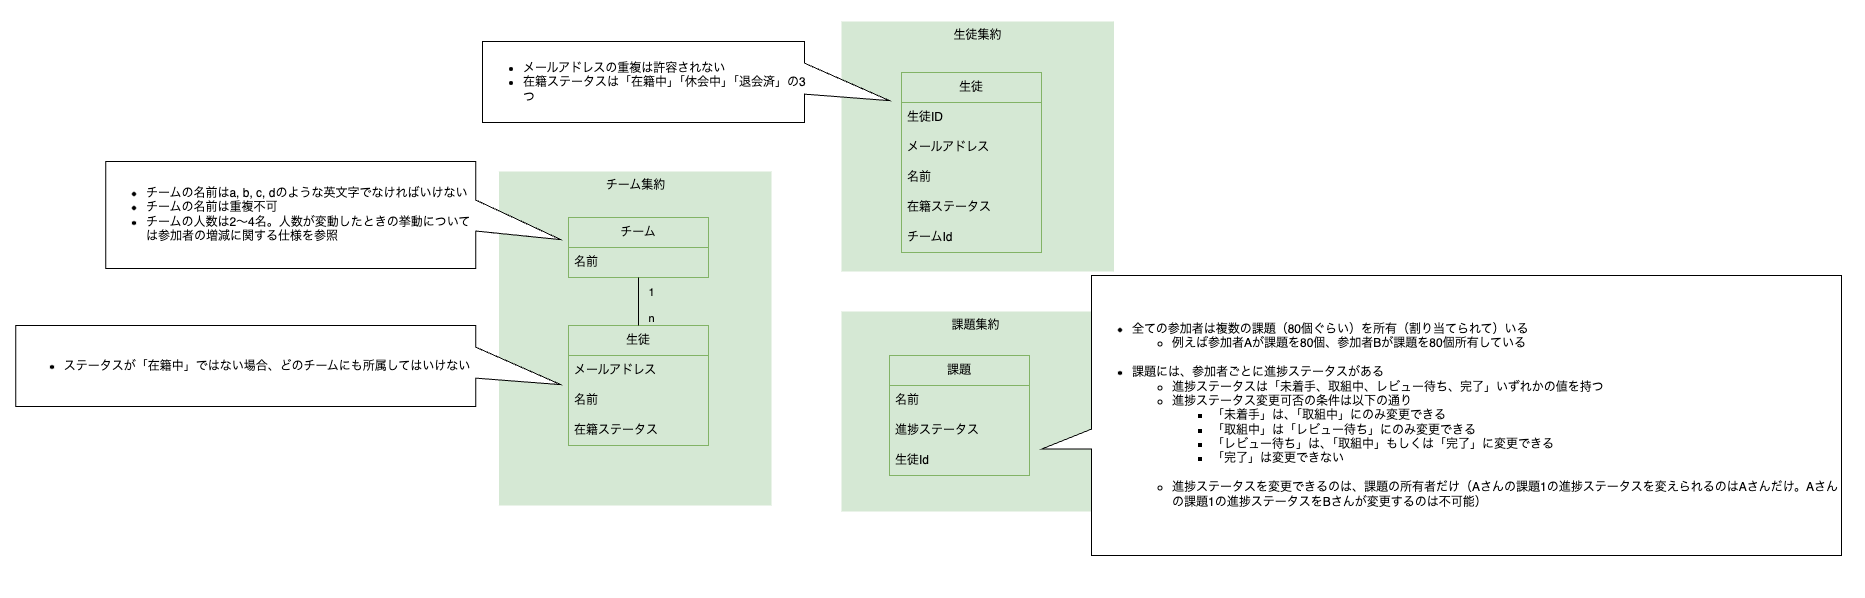 生徒集約
メールアドレスの重複は許容されない
在籍ステータスは「在籍中」「休会中」「退会済」の3
つ
生徒
生徒ID
メールアドレス
名前
在籍ステータス
チームId
チームの名前はa, b, c, dのような英文字でなければいけない
チームの名前は重複不可
チームの人数は2〜4名。人数が変動したときの挙動について
は参加者の増減に関する仕様を参照
チーム集約
チーム
名前
1
n
生徒
メールアドレス
名前
在籍ステータス
ステータスが「在籍中」ではない場合、どのチームにも所属してはいけない
課題集約
課題
名前
進捗ステータス
生徒Id
全ての参加者は複数の課題（80個ぐらい）を所有（割り当てられて）いる
例えば参加者Aが課題を80個、参加者Bが課題を80個所有している
課題には、参加者ごとに進捗ステータスがある
進捗ステータスは「未着手、取組中、レビュー待ち、完了」いずれかの値を持つ
進捗ステータス変更可否の条件は以下の通り
「未着手」は、「取組中」にのみ変更できる
「取組中」は「レビュー待ち」にのみ変更できる
「レビュー待ち」は、「取組中」もしくは「完了」に変更できる
「完了」は変更できない
進捗ステータスを変更できるのは、課題の所有者だけ（Aさんの課題1の進捗ステータスを変えられるのはAさんだけ。Aさん
の課題1の進捗ステータスをBさんが変更するのは不可能）